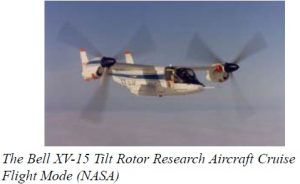 The Bell XV-15 Tilt Rotor Research Aircraft Cruise
Flight Mode (NASA)